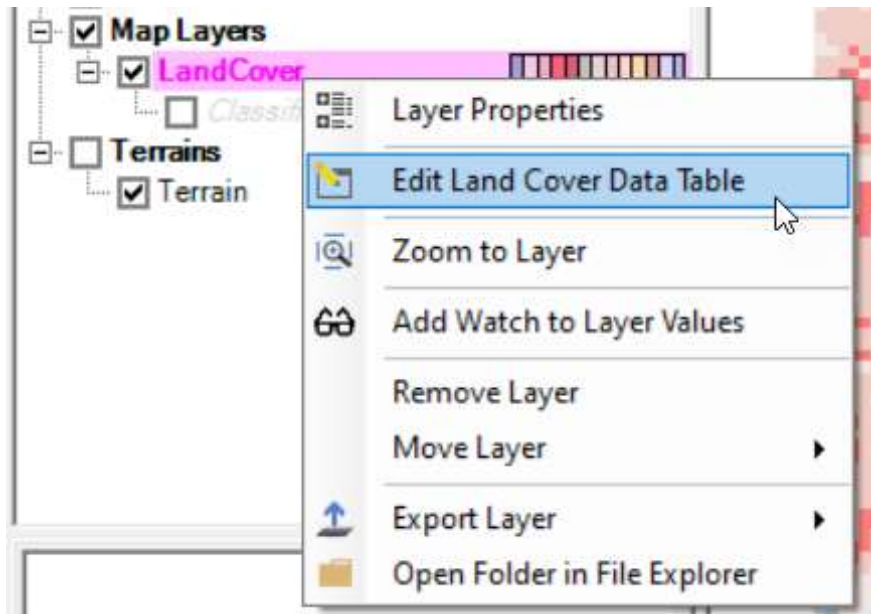 Map Layers
LandCover
Classif
Terrains
Terrain
Layer Properties
Edit Land Cover Data Table
Zoom to Layer
Add Watch to Layer Values
Remove Layer
Move Layer
Export Layer
Open Folder in File Explorer